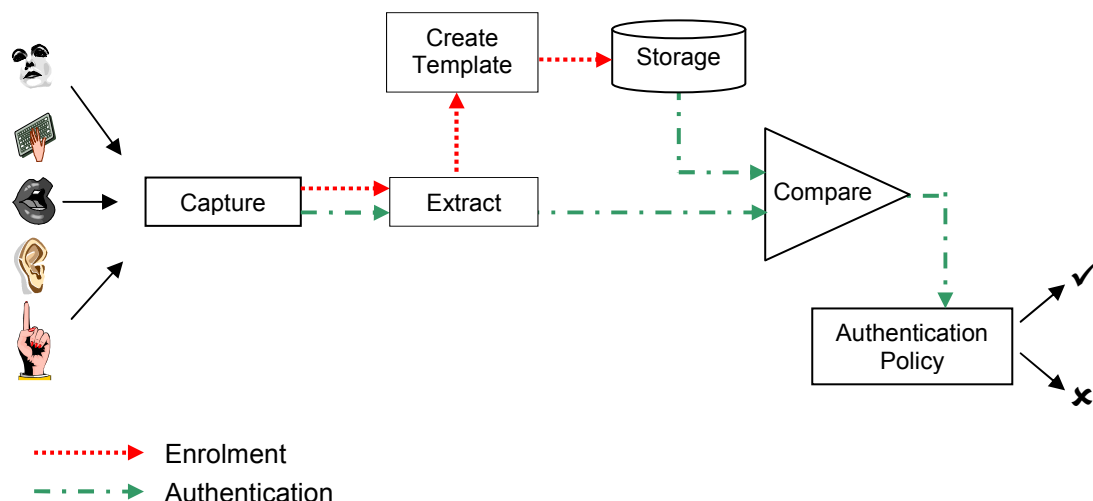 Create
Template
Storage
Compare
Capture
Extract
Authentication
Policy
Enrolment
Authentication